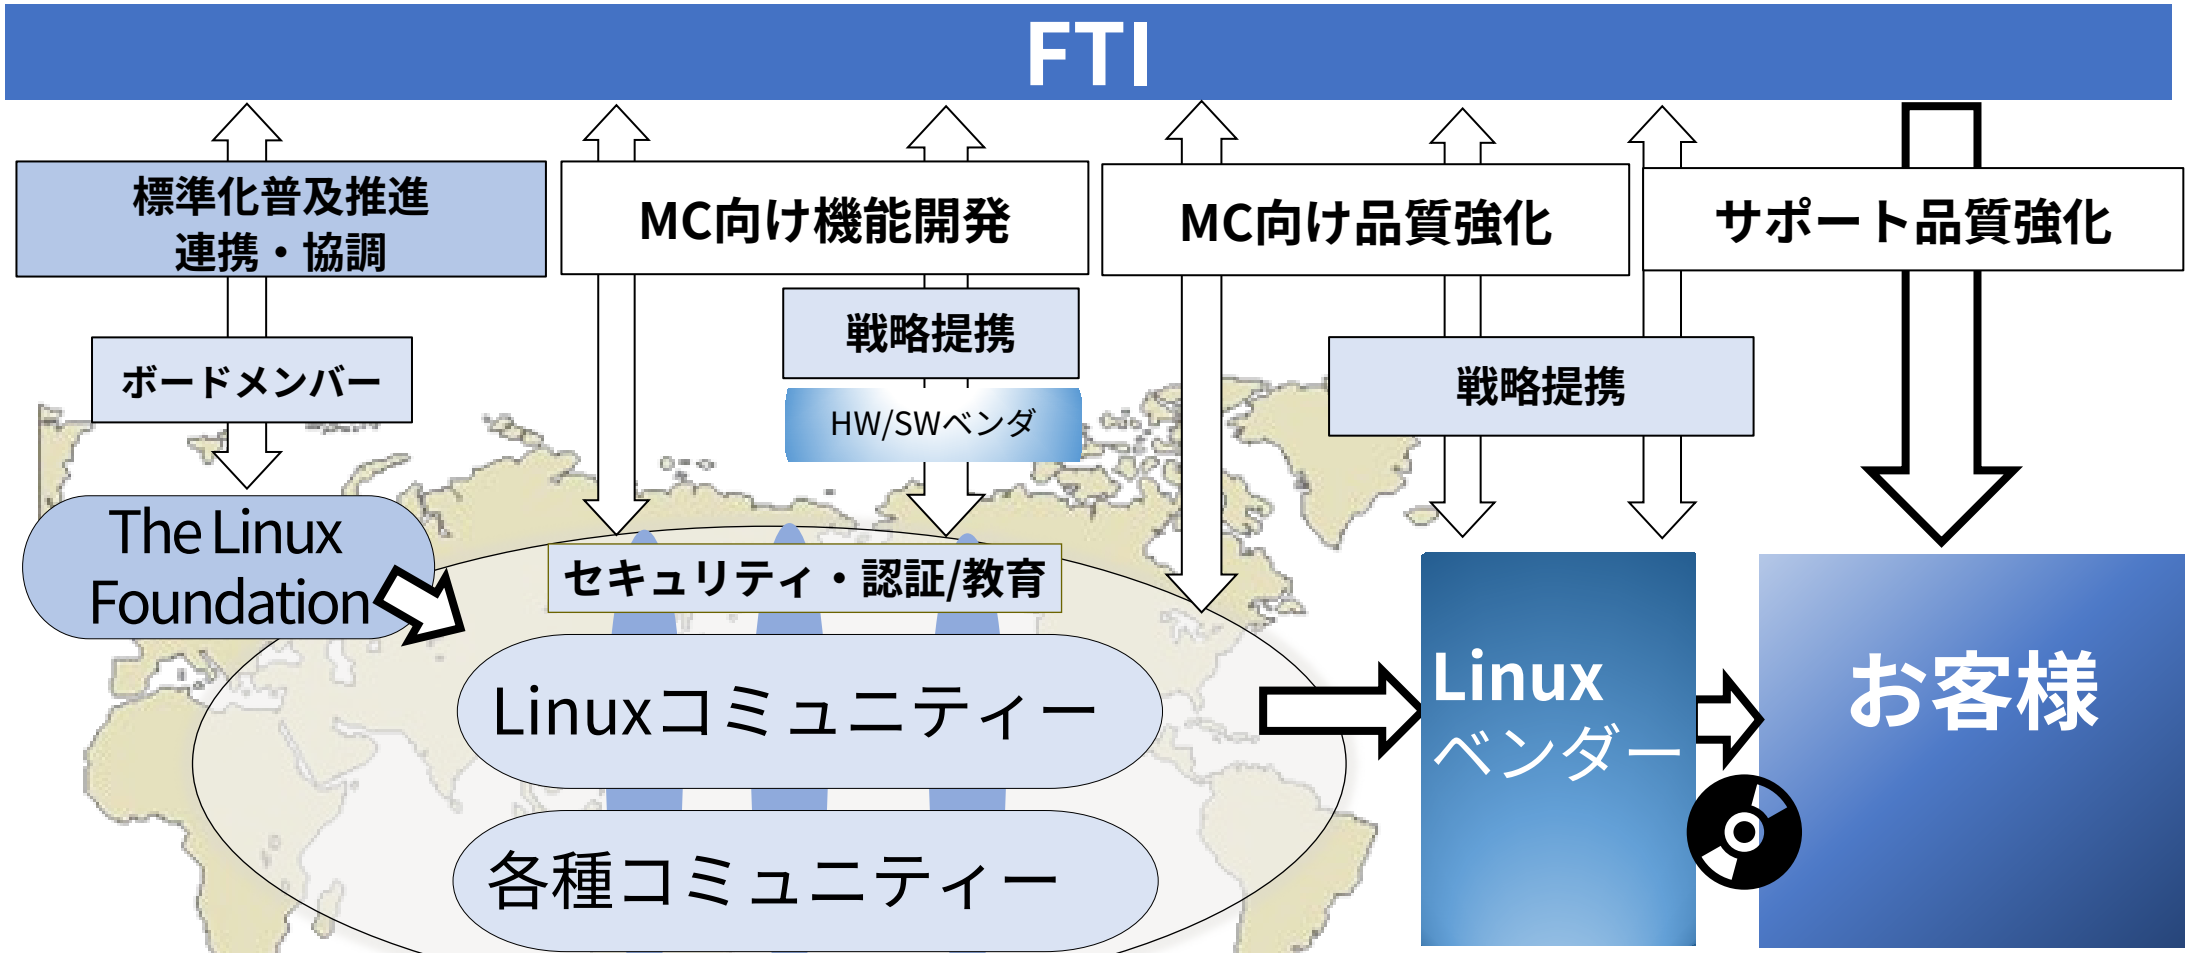 FTI
標準化普及推進
連携・協調
MC向け機能開発
MC向け品質強化
サポート品質強化
戦略提携
ボードメンバー
戦略提携
HW/SWベンダ
The Linux
Foundation
セキュリティ・認証/教育
Linuxコミュニティー
Linux
ベンダー
お客様
各種コミュニティー